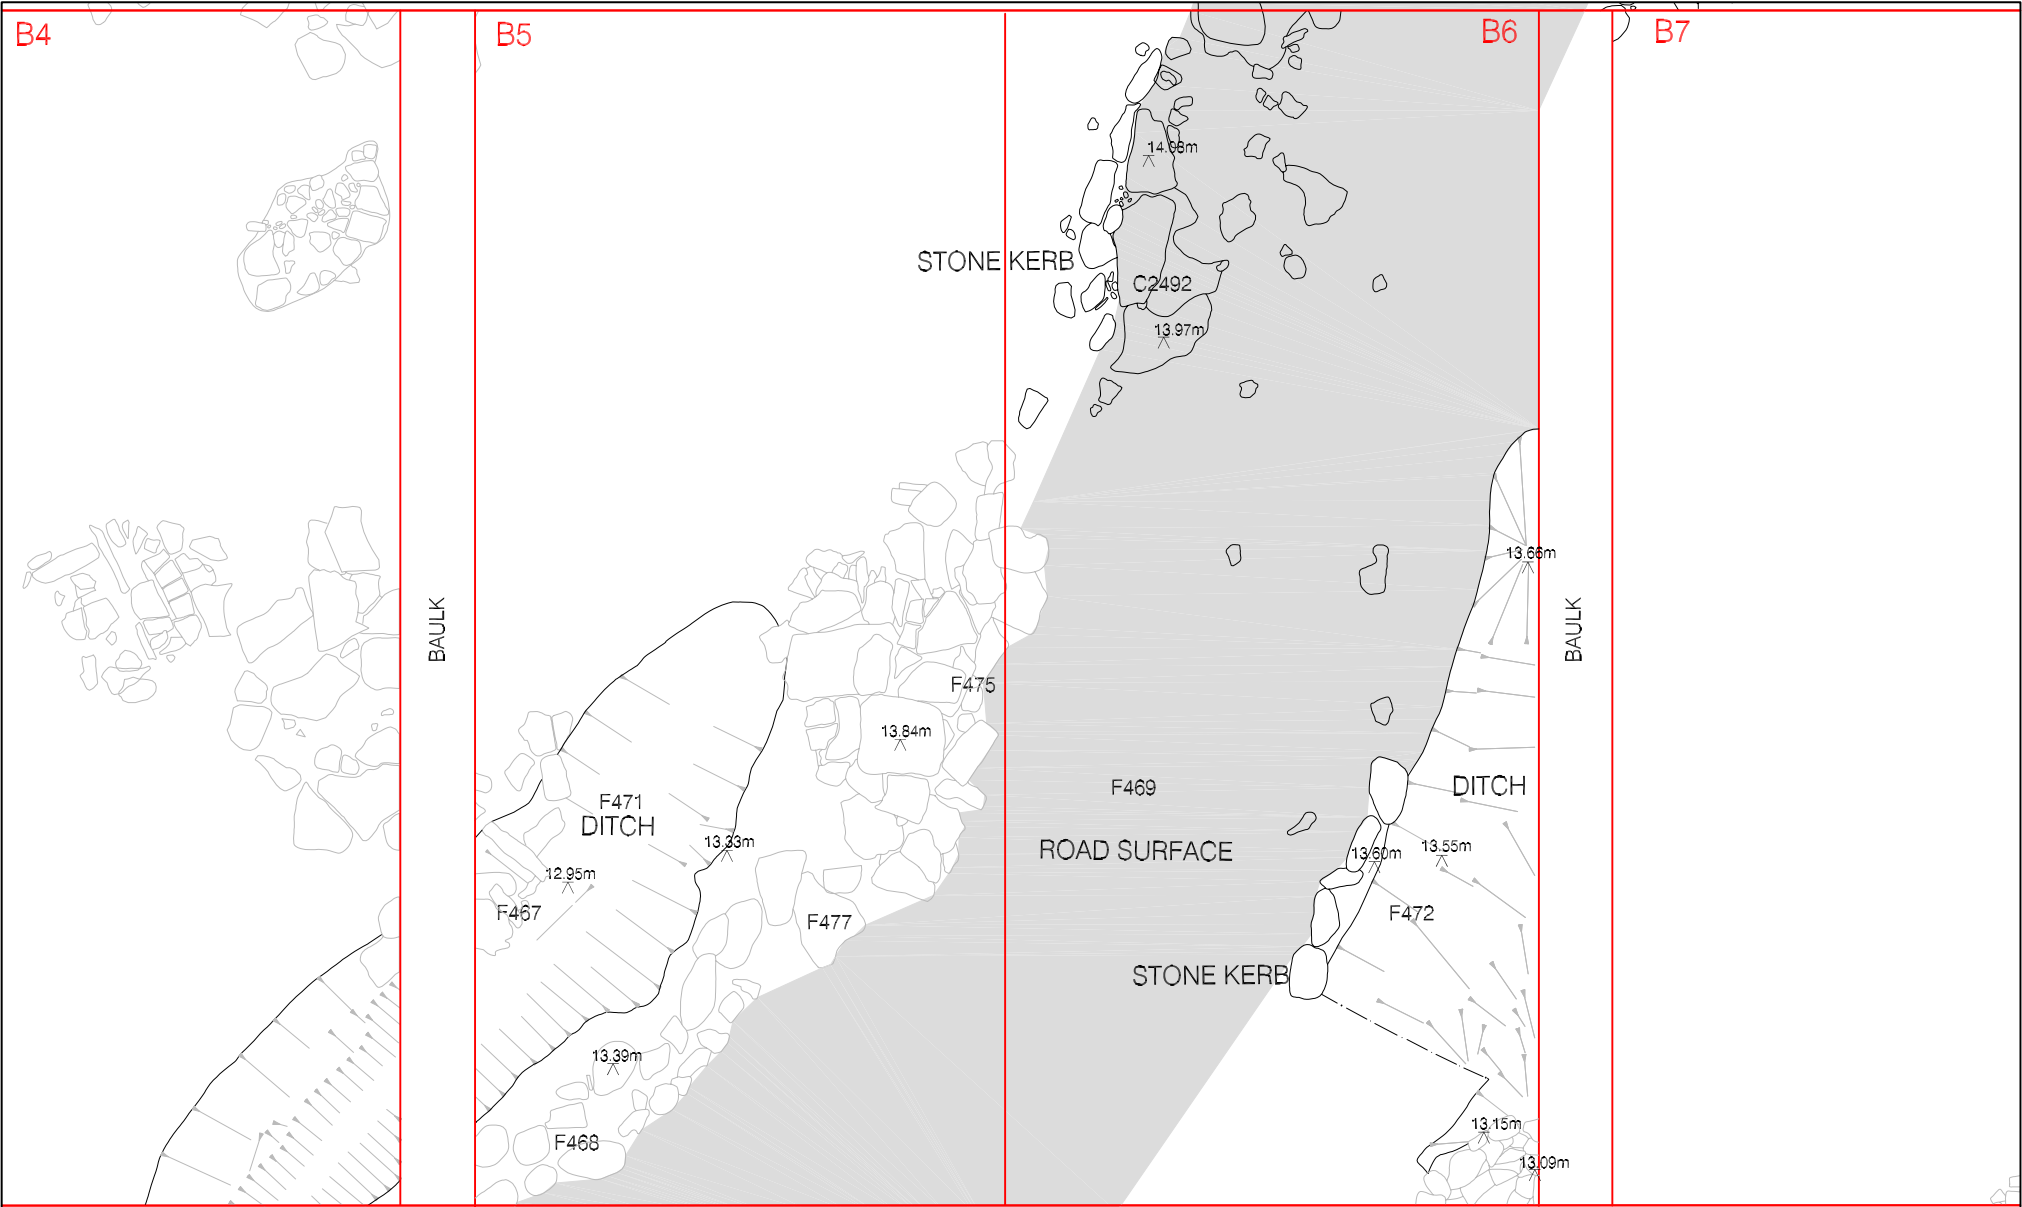 B4
B5
B6
B7
14.98m
STONE KERB
C2492
13.97m
13.66m
BAULK
BAULK
F475
13.84m
F469
DITCH
F471
DITCH
13.33m
ROAD SURFACE
13.60m
13.55m
12.95m
F467
F477
F472
STONE KERB
13.39m
F468
13.15m
13.09m